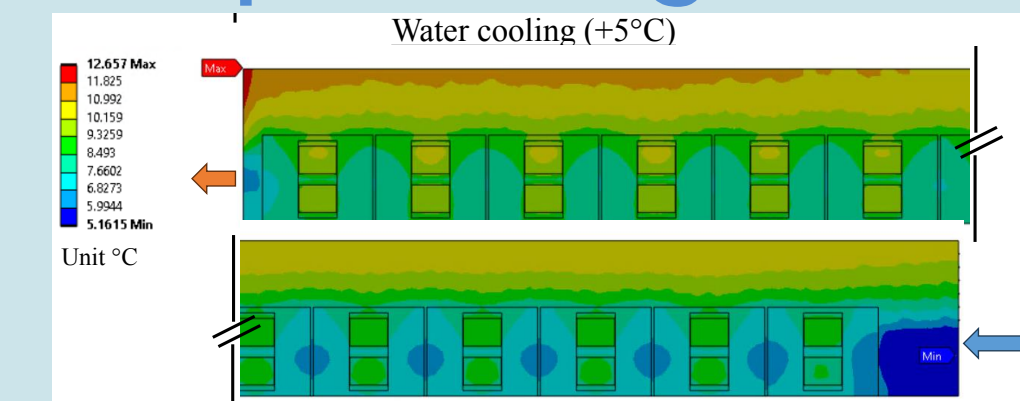 Water cooling (+5°C)
12.657 Max
11.825
10.992
10.159
9.3259
8.493
7.6602
6.8273
5.9944
5.1615 Min
Unit °C
Max
Min